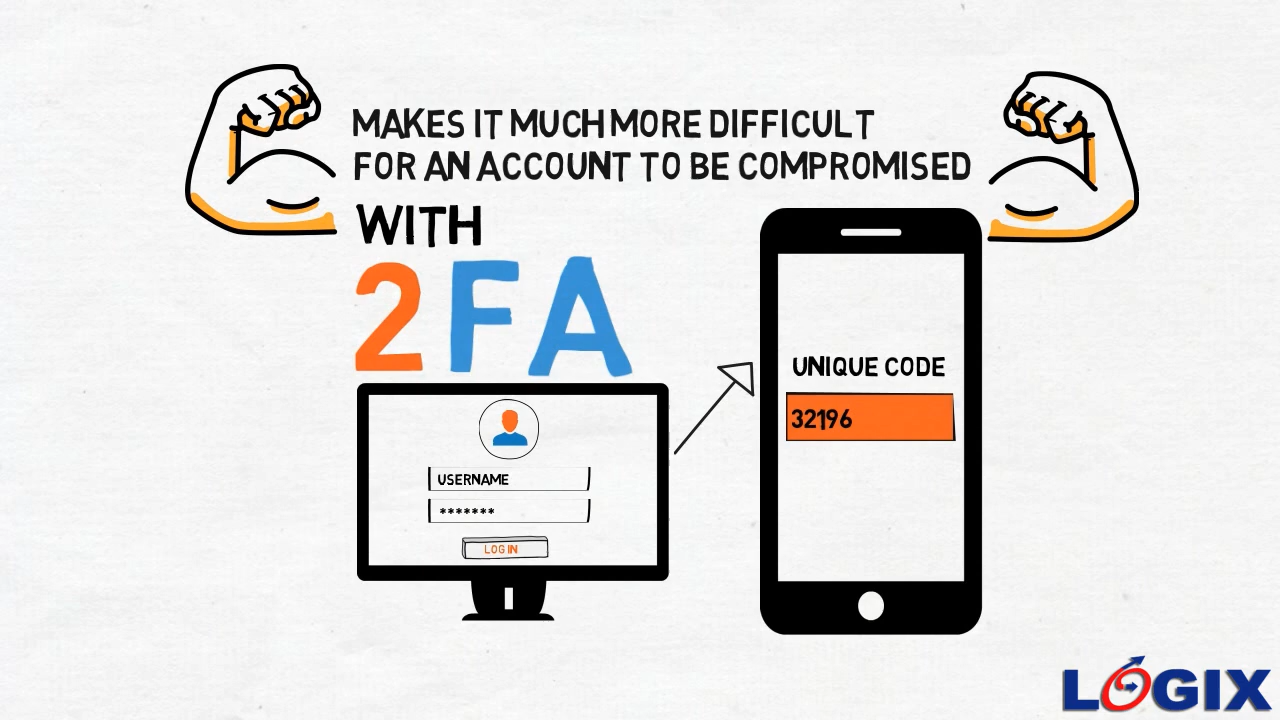 MAKES IT MUCH MORE DIFFICULT
FOR AN ACCOUNT TO BE COMPROMISED
WITH
2FA
USERNAME
*******
LOG IN
UNIQUE CODE
32196
LOGIX